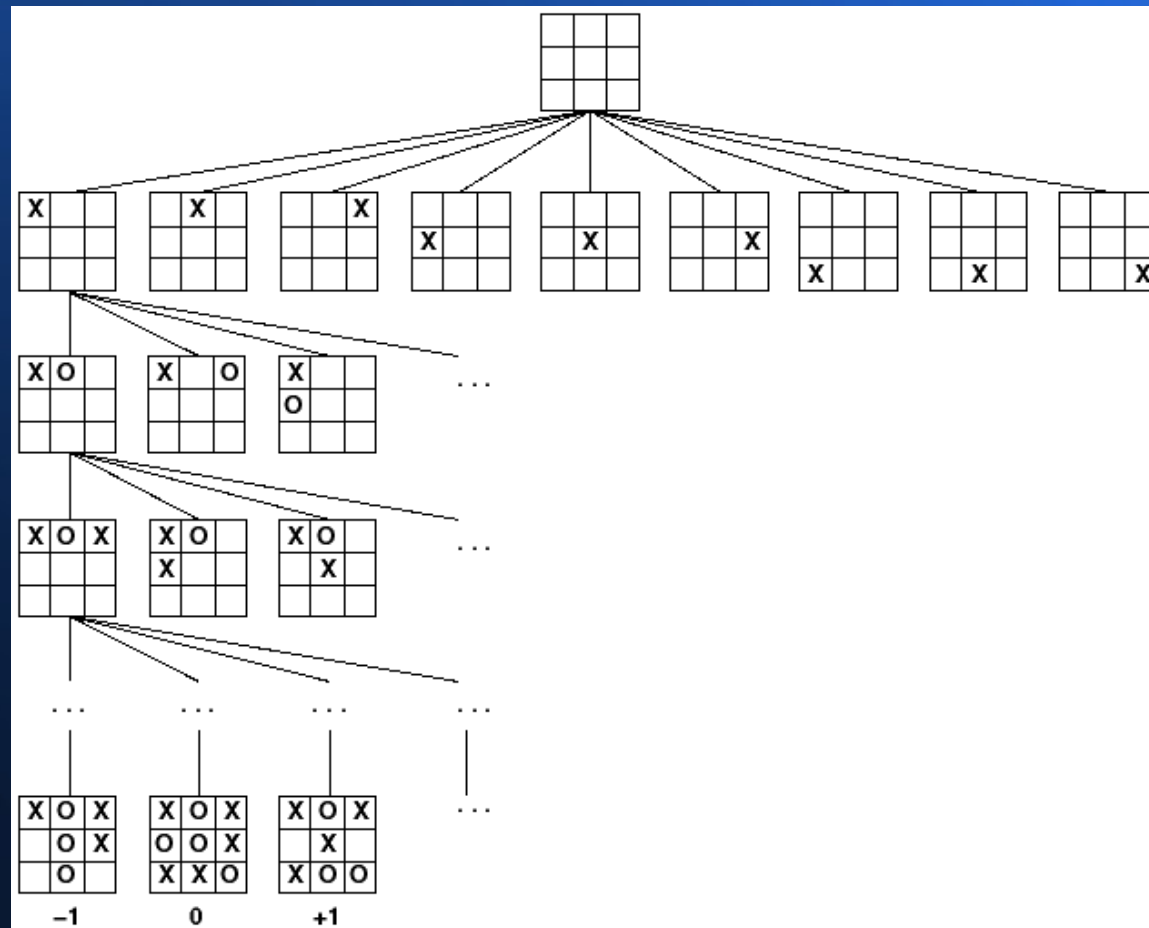 X X X
X X X
X X X
X O X O X
O
...
X O X X O X O
X X
...
... ... ... ...
X O X X O X X O X ...
O X O O X X
O X X O X O O
–1 0 +1